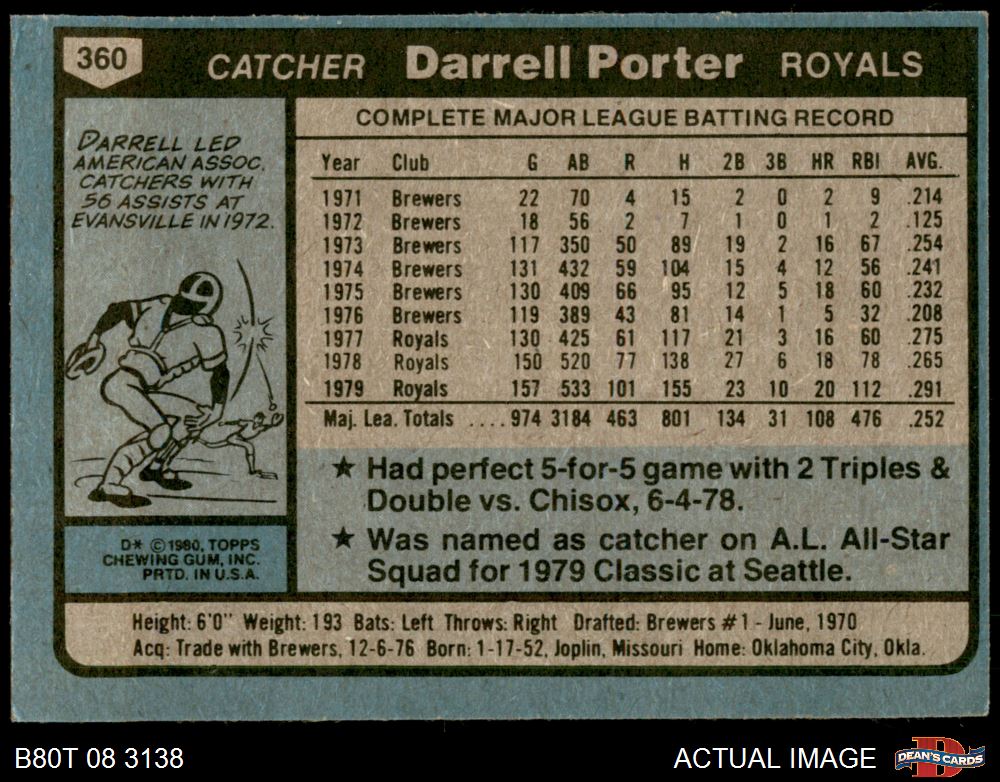 360 CATCHER Darrell Porter ROYALS
DARRELL LED
AMERICAN ASSOC.
CATCHERS WITH
56 ASSISTS AT
EVANSVILLE IN 1972.
COMPLETE MAJOR LEAGUE BATTING RECORD
Year Club G AB R H 2B 3B HR RBI AVG.
1971 Brewers 22 70 4 15 2 0 2 9 .214
1972 Brewers 18 56 2 7 1 0 1 2 .125
1973 Brewers 117 350 50 89 19 2 16 67 .254
1974 Brewers 131 432 59 104 15 4 12 56 .241
1975 Brewers 130 409 66 95 12 5 18 60 .232
1976 Brewers 119 389 43 81 14 1 5 32 .208
1977 Royals 130 425 61 117 21 3 16 60 .275
1978 Royals 150 520 77 138 27 6 18 78 .265
1979 Royals 157 533 101 155 23 10 20 112 .291
Maj. Lea. Totals ....974 3184 463 801 134 31 108 476 .252
★ Had perfect 5-for-5 game with 2 Triples &
Double vs. Chisox, 6-4-78.
★ Was named as catcher on A.L. All-Star
Squad for 1979 Classic at Seattle.
D* © 1980, TOPPS
CHEWING GUM, INC.
PRTD. IN U.S.A.
Height: 6'0" Weight: 193 Bats: Left Throws: Right Drafted: Brewers #1 - June, 1970
Acq: Trade with Brewers, 12-6-76 Born: 1-17-52, Joplin, Missouri Home: Oklahoma City, Okla.
B80T 08 3138 ACTUAL IMAGE D DEAN'S CARDS